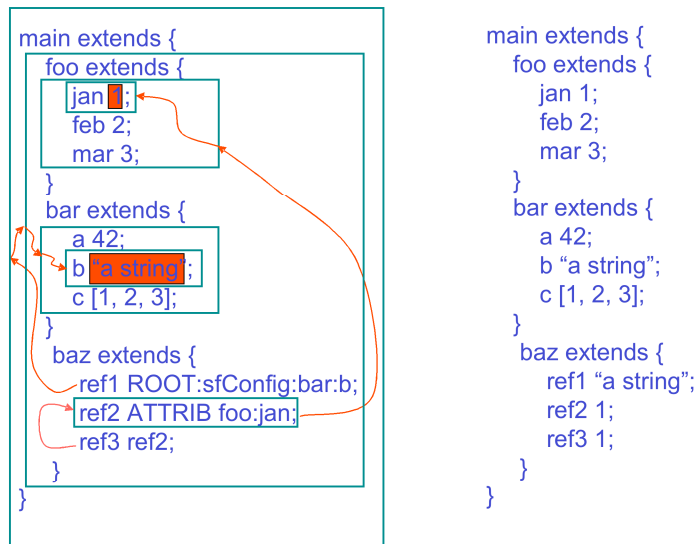 main extends {
foo extends {
jan 1;
feb 2;
mar 3;
}
bar extends {
a 42;
b “a string”;
c [1, 2, 3];
}
baz extends {
ref1 ROOT:sfConfig:bar:b;
ref2 ATTRIB foo:jan;
ref3 ref2;
}
}
main extends {
foo extends {
jan 1;
feb 2;
mar 3;
}
bar extends {
a 42;
b “a string”;
c [1, 2, 3];
}
baz extends {
ref1 “a string”;
ref2 1;
ref3 1;
}
}